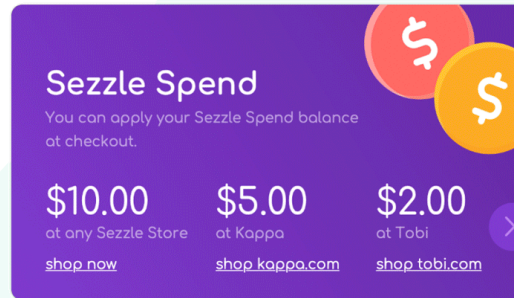 $
$
Sezzle Spend
You can apply your Sezzle Spend balance
at checkout.
$10.00 $5.00 $2.00
at any Sezzle Store at Kappa at Tobi
shop now shop kappa.com shop tobi.com